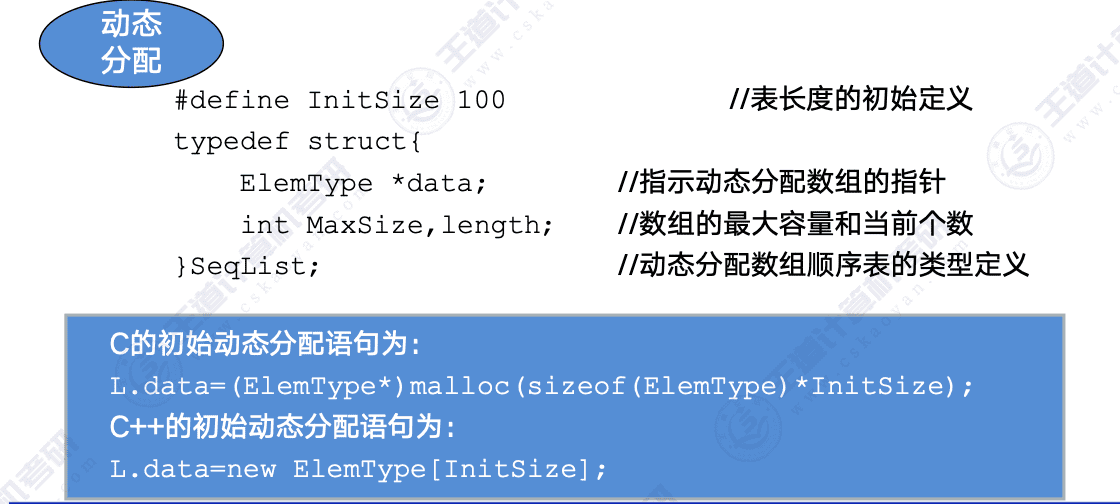 动态
分配
#define InitSize 100 //表长度的初始定义
typedef struct{
ElemType *data; //指示动态分配数组的指针
int MaxSize,length; //数组的最大容量和当前个数
}SeqList; //动态分配数组顺序表的类型定义
C的初始动态分配语句为:
L.data=(ElemType*)malloc(sizeof(ElemType)*InitSize);
C++的初始动态分配语句为:
L.data=new ElemType[InitSize];